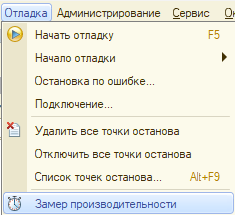 Отладка Администрирование Сервис
Начать отладку F5
Начало отладки
Остановка по ошибке...
Подключение...
Удалить все точки останова
Отключить все точки останова
Список точек останова... Alt+F9
Замер производительности